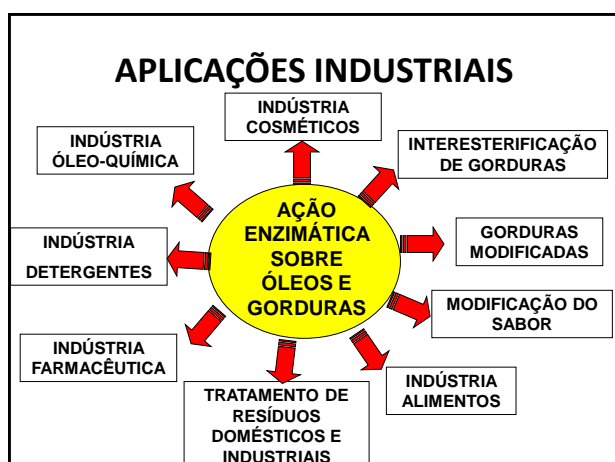 APLICAÇÕES INDUSTRIAIS
INDÚSTRIA
COSMÉTICOS
INDÚSTRIA
ÓLEO-QUÍMICA
INTERESTERIFICAÇÃO
DE GORDURAS
AÇÃO
ENZIMÁTICA
SOBRE
ÓLEOS E
GORDURAS
INDÚSTRIA
DETERGENTES
GORDURAS
MODIFICADAS
MODIFICAÇÃO DO
SABOR
INDÚSTRIA
FARMACÊUTICA
INDÚSTRIA
ALIMENTOS
TRATAMENTO DE
RESÍDUOS
DOMÉSTICOS E
INDUSTRIAIS